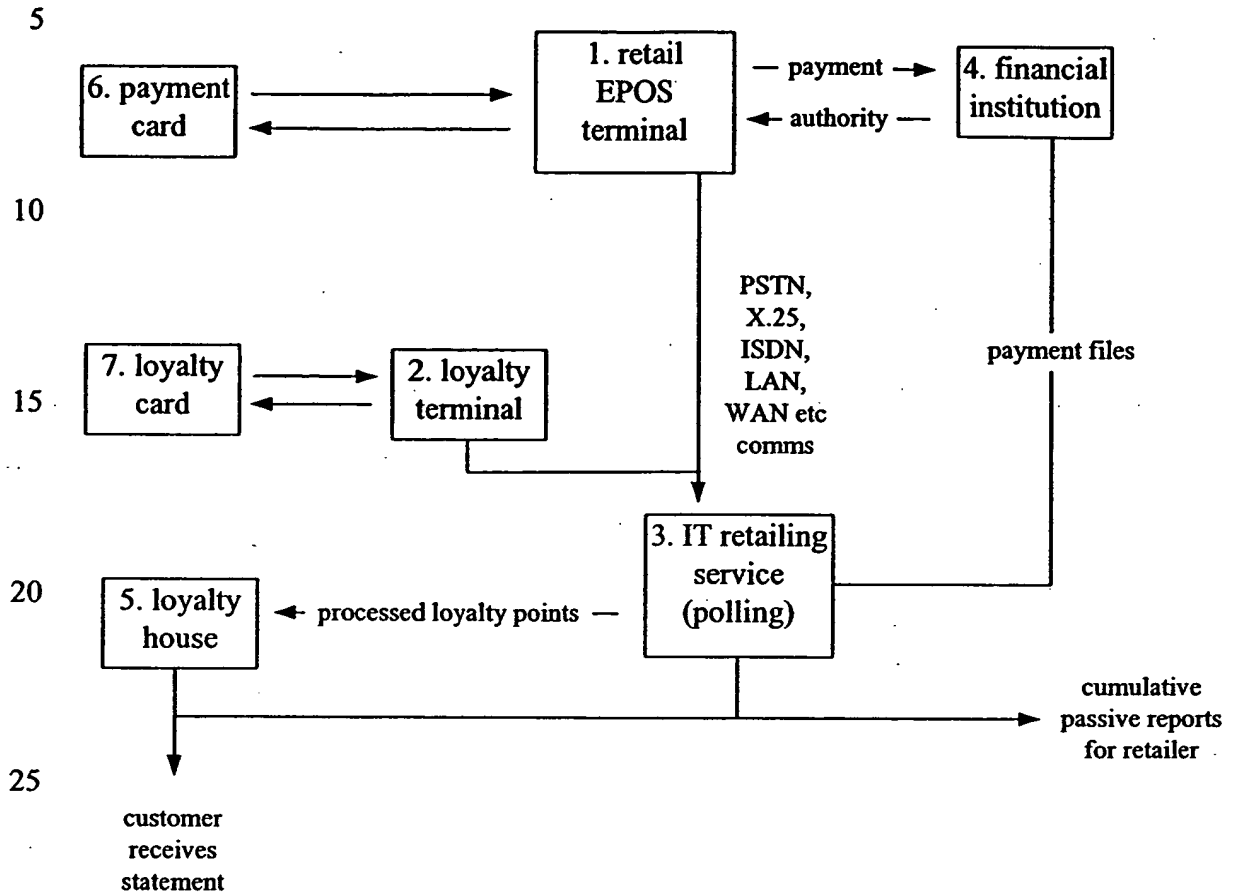 5
1. retail
EPOS
terminal
6. payment
card
payment
authority
4. financial
institution
10
PSTN,
X.25,
ISDN,
LAN,
WAN etc
comms
payment files
7. loyalty
card
2. loyalty
terminal
15
3. IT retailing
service
(polling)
20
5. loyalty
house
processed loyalty points
cumulative
passive reports
for retailer
25
customer
receives
statement